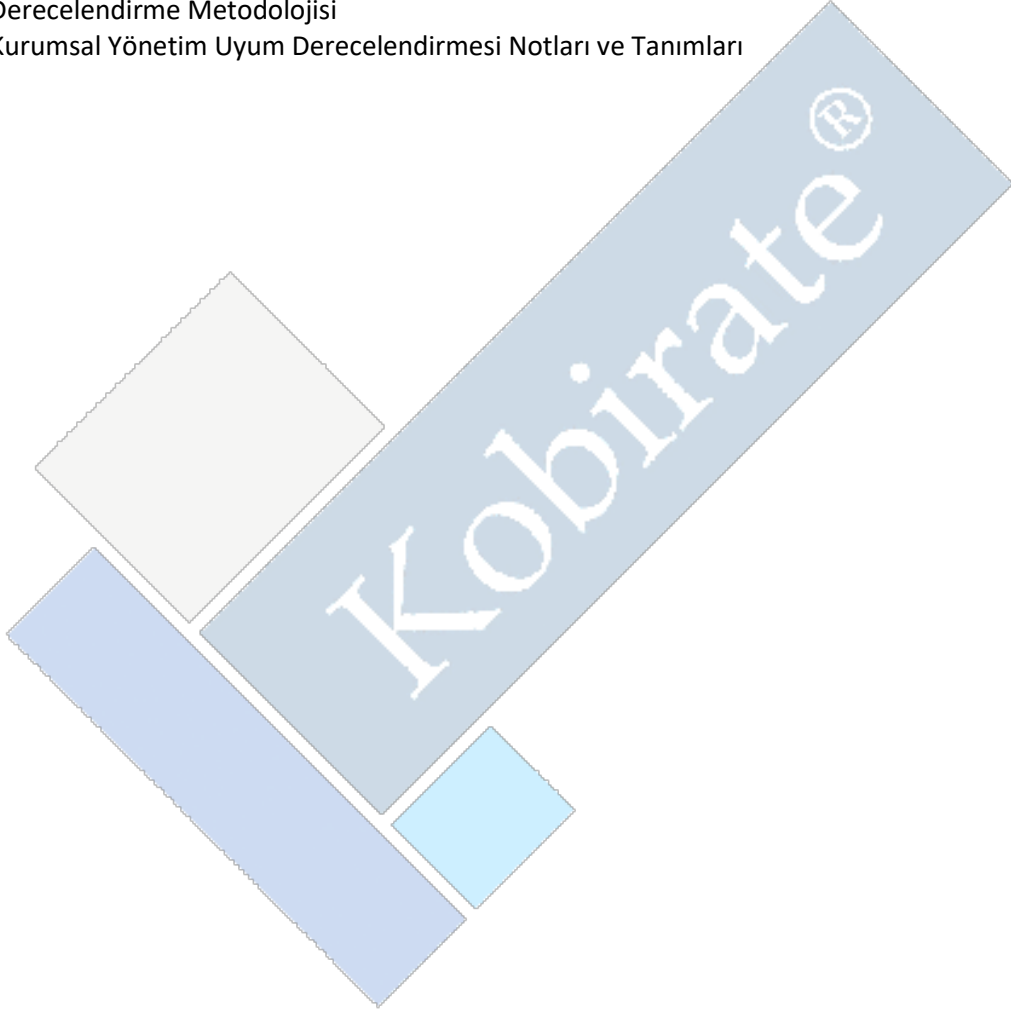 Derecelendirme Metodolojisi
Kurumsal Yönetim Uyum Derecelendirmesi Notları ve Tanımları
Kobirate®